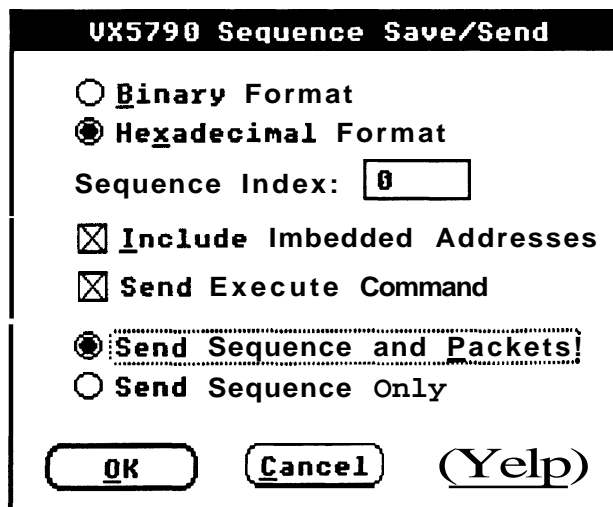 VX5790 Sequence Save/Send
Binary Format
Hexadecimal Format
Sequence Index: 0
Include Imbedded Addresses
Send Execute Command
Send Sequence and Packets!
Send Sequence Only
OK Cancel (Yelp)